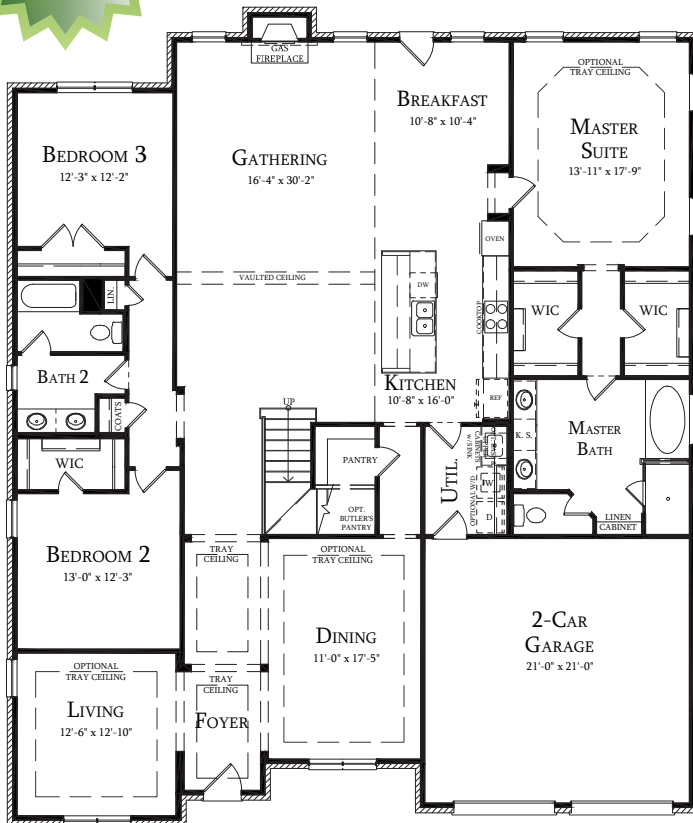 GAS
FIREPLACE
BREAKFAST
10'-8" x 10'-4"
OPTIONAL
TRAY CEILING
MASTER
SUITE
13'-11" x 17'-9"
BEDROOM 3
12'-3" x 12'-2"
GATHERING
16'-4" x 30'-2"
OVEN
VAULTED CEILING
DW
COOKTOP
WIC
WIC
LIN.
BATH 2
COATS
KITCHEN
10'-8" x 16'-0"
REF
UP
K. S.
MASTER
BATH
WIC
PANTRY
UTIL.
CABINETS
W/SINK
OPTIONAL W/D
W
D
OPT.
BUTLER'S
PANTRY
LINEN
CABINET
BEDROOM 2
13'-0" x 12'-3"
TRAY
CEILING
OPTIONAL
TRAY CEILING
DINING
11'-0" x 17'-5"
2-CAR
GARAGE
21'-0" x 21'-0"
OPTIONAL
TRAY CEILING
LIVING
12'-6" x 12'-10"
TRAY
CEILING
FOYER